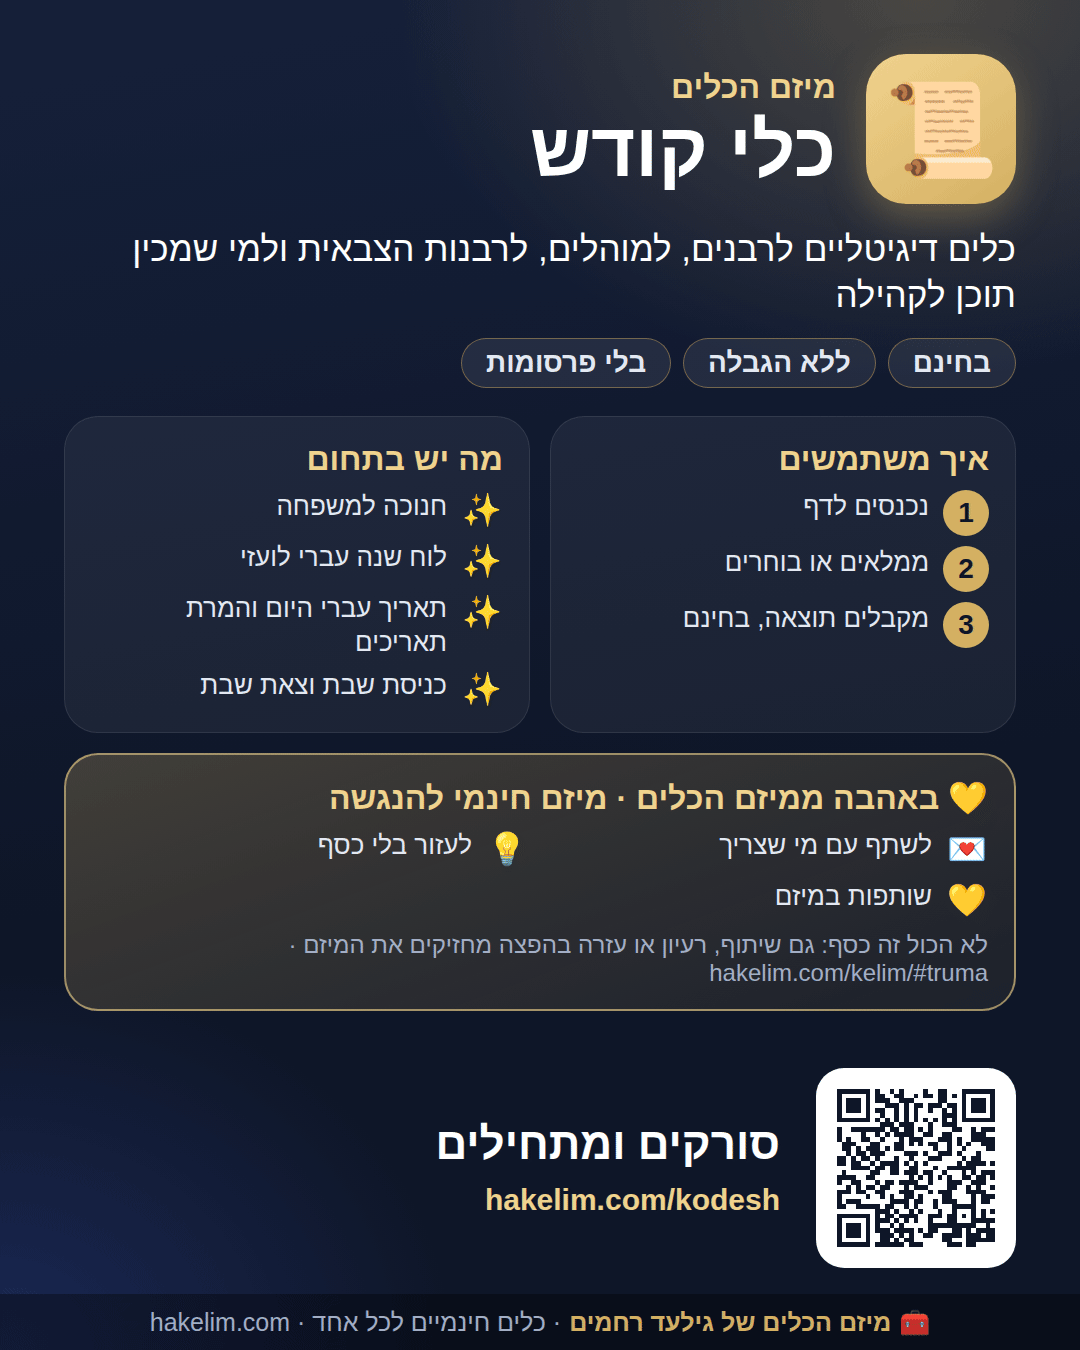 מיזם הכלים
כלי קודש
כלים דיגיטליים לרבנים, למוהלים, לרבנות הצבאית ולמי שמכין
תוכן לקהילה
בחינם
ללא הגבלה
בלי פרסומות
איך משתמשים
1 נכנסים לדף
2 ממלאים או בוחרים
3 מקבלים תוצאה, בחינם
מה יש בתחום
חנוכה למשפחה
לוח שנה עברי לועזי
תאריך עברי היום והמרת
תאריכים
כניסת שבת וצאת שבת
באהבה ממיזם הכלים · מיזם חינמי להנגשה
לשתף עם מי שצריך
לעזור בלי כסף
שותפות במיזם
לא הכול זה כסף: גם שיתוף, רעיון או עזרה בהפצה מחזיקים את המיזם ·
hakelim.com/kelim/#truma
סורקים ומתחילים
hakelim.com/kodesh
מיזם הכלים של גילעד רחמים · כלים חינמיים לכל אחד · hakelim.com